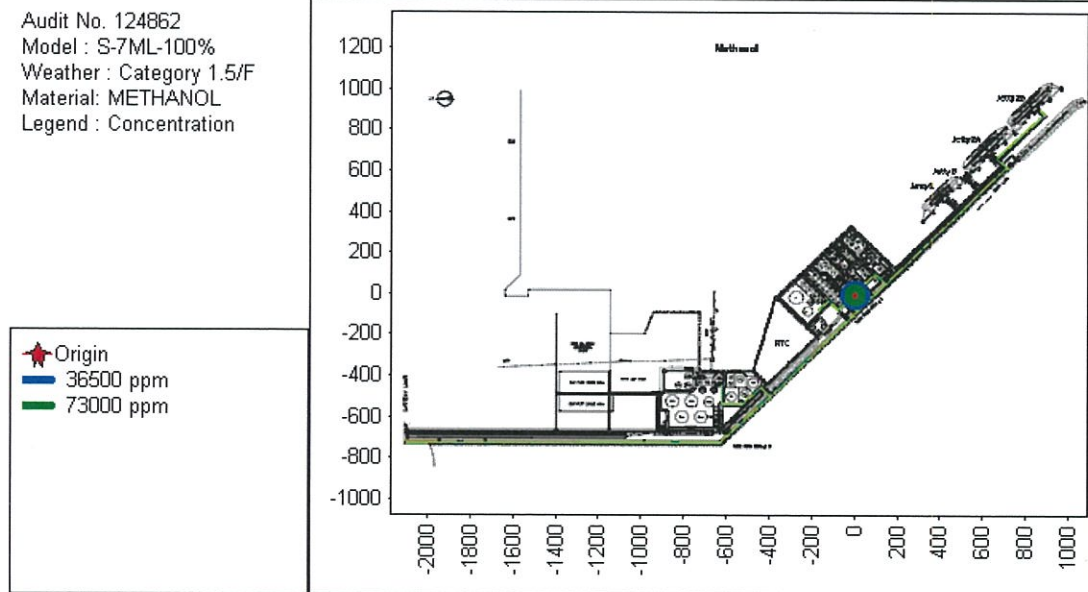 Audit No. 124862
Model : S-7ML-100%
Weather : Category 1.5/F
Material: METHANOL
Legend : Concentration
Origin
36500 ppm
73000 ppm
Methanol
1200
1000
800
600
400
200
0
-200
-400
-600
-800
-1000
-2000
-1800
-1600
-1400
-1200
-1000
-800
-600
-400
-200
0
200
400
600
800
1000
RTC